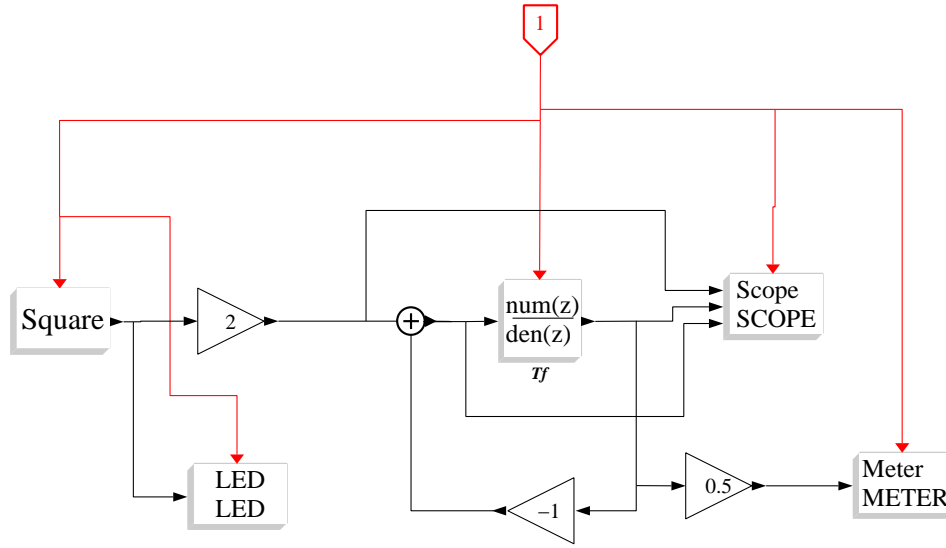 1
Square
2
num(z)
den(z)
Tf
Scope
SCOPE
LED
LED
−1
0.5
Meter
METER